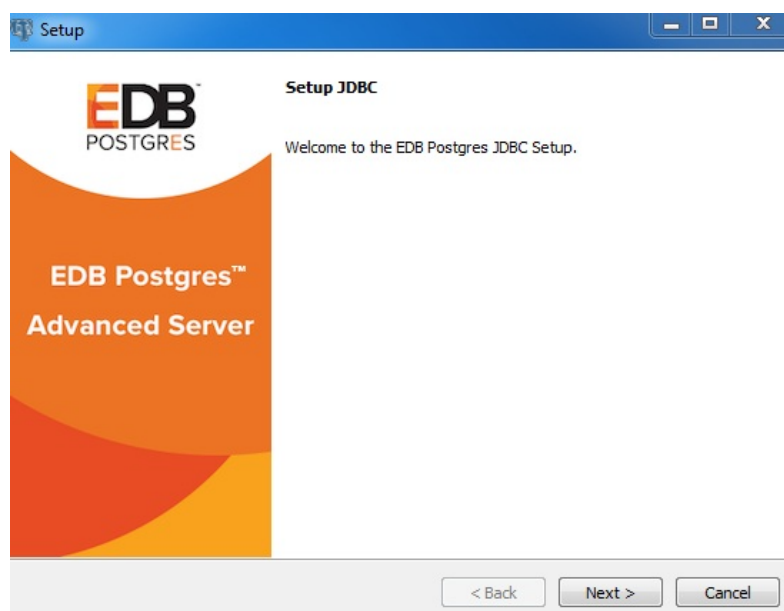 Setup
EDB
POSTGRES
EDB Postgres™
Advanced Server
Setup JDBC
Welcome to the EDB Postgres JDBC Setup.
< Back
Next >
Cancel